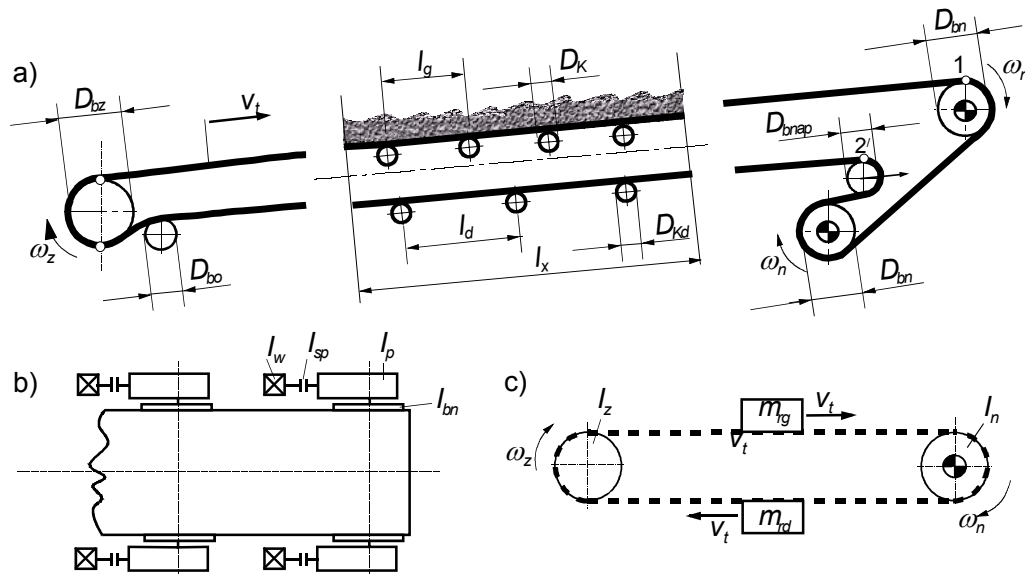 a)
D_bz
v_t
ω_z
D_bo
l_g
D_K
l_d
D_Kd
l_x
D_bn
1
ω_n
D_bnap
2'
ω_n
D_bn
b)
I_w
I_sp
I_p
I_bn
c)
I_z
ω_z
m_rg
v_t
v_t
I_n
v_t
m_rd
ω_n